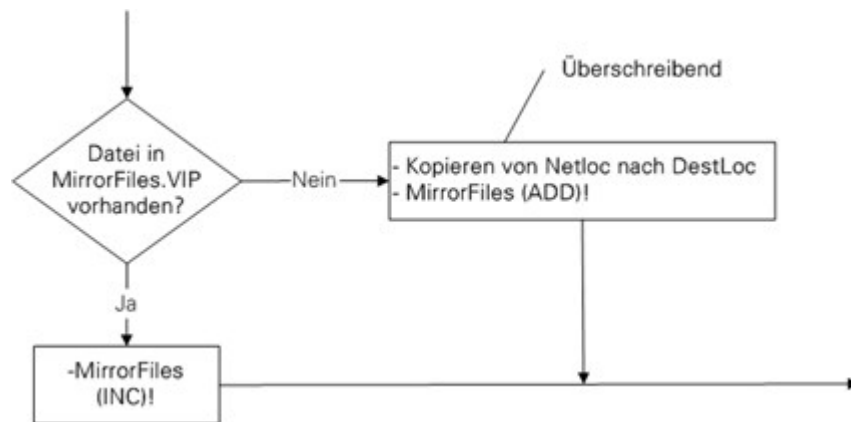 Überschreibend
Datei in
MirrorFiles.VIP
vorhanden?
Nein
- Kopieren von Netloc nach DestLoc
- MirrorFiles (ADD)!
Ja
-MirrorFiles
(INC)!